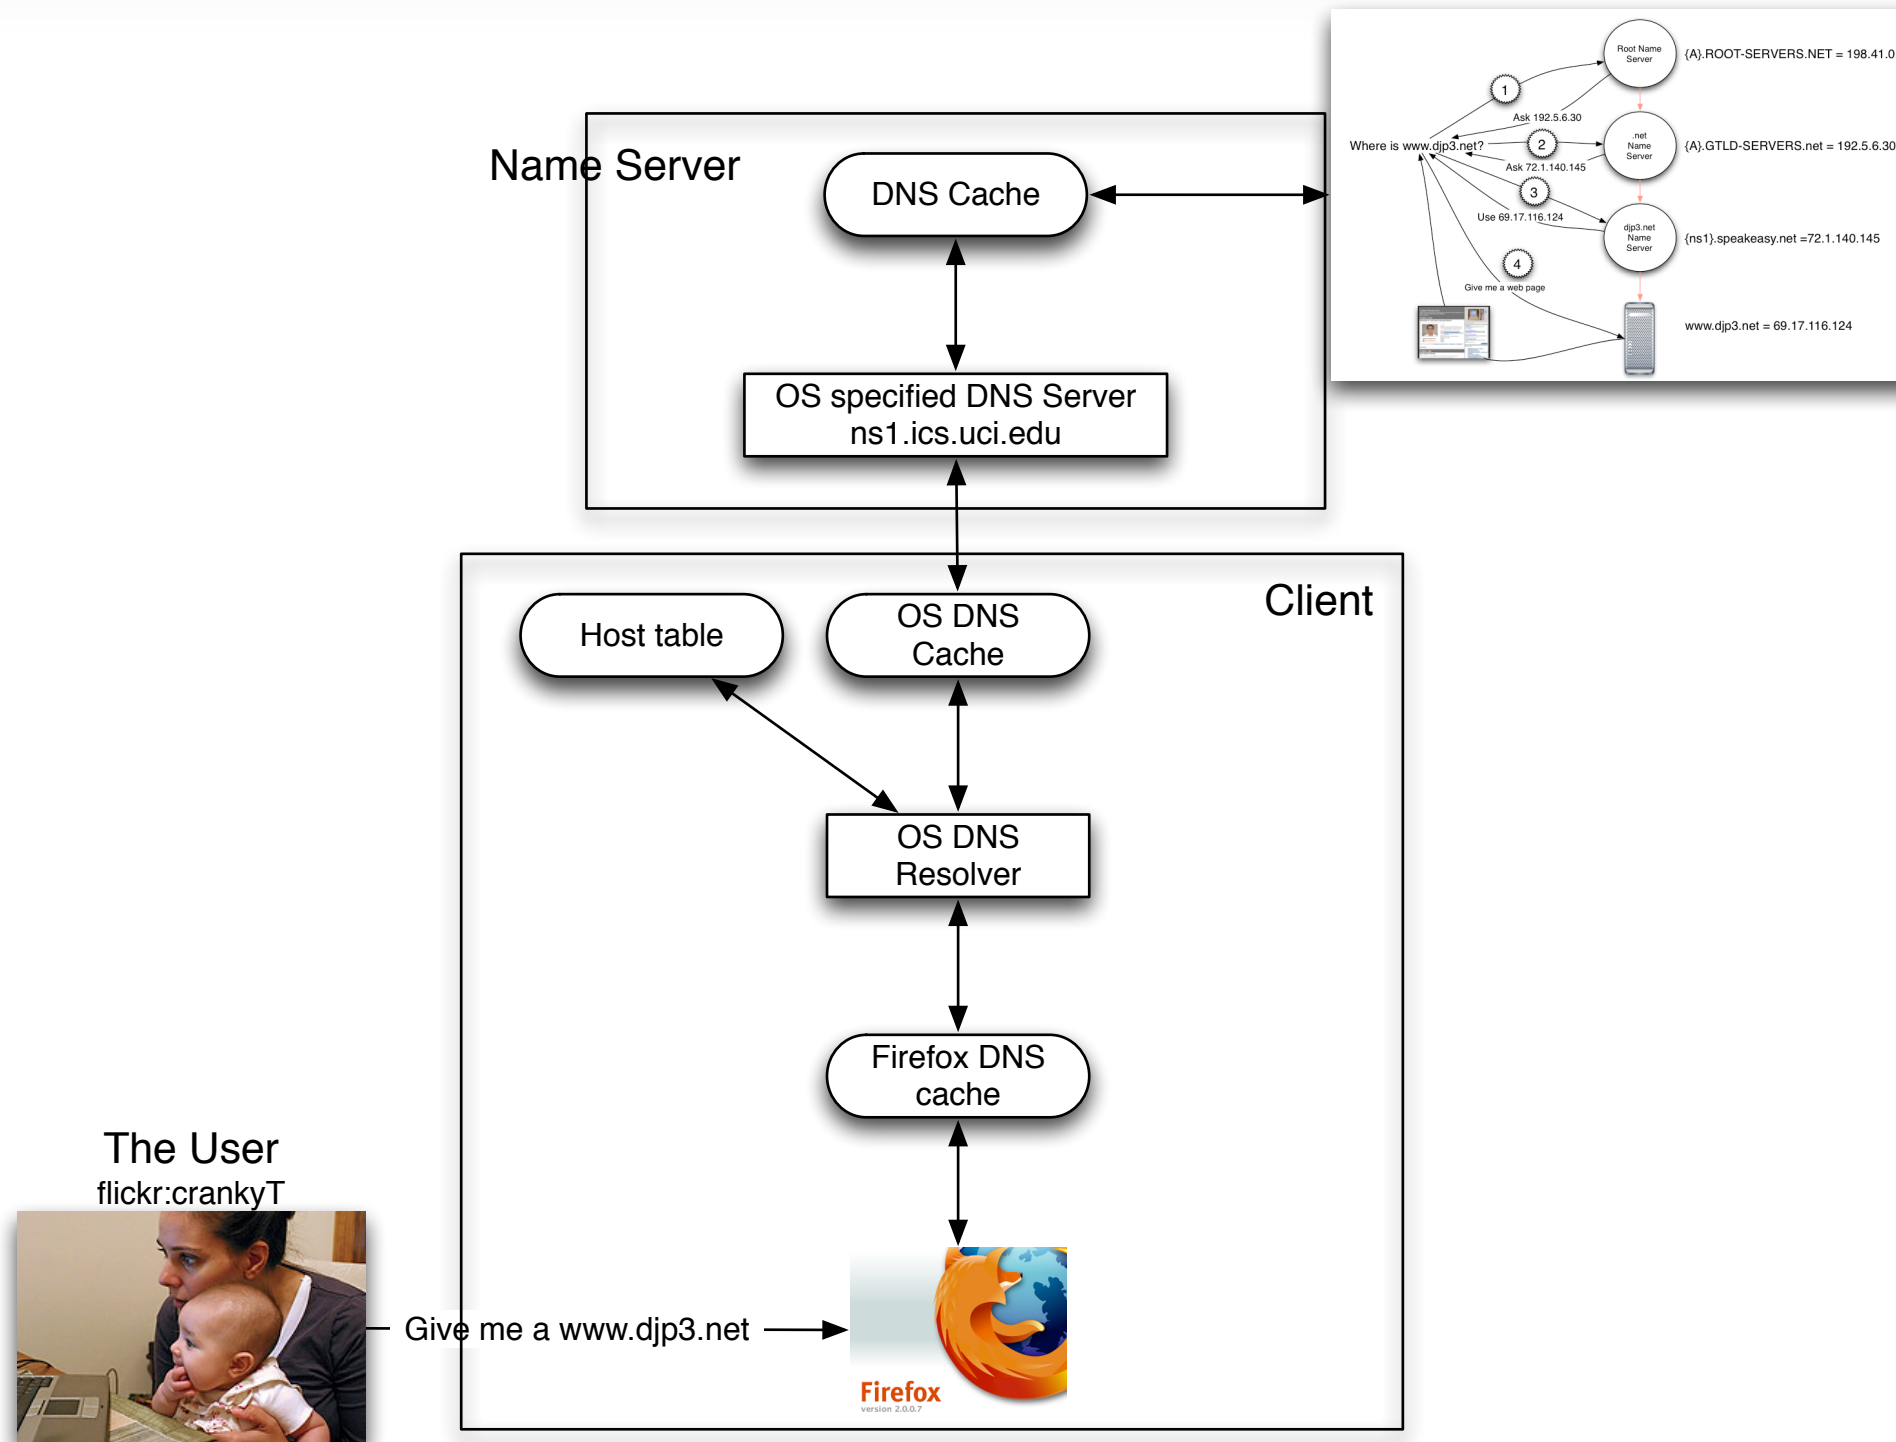 Root Name
Server
{A}.ROOT-SERVERS.NET = 198.41.0
1
Ask 192.5.6.30
Where is www.djp3.net?
2
.net
Name
Server
{A}.GTLD-SERVERS.net = 192.5.6.30
Ask 72.1.140.145
3
Use 69.17.116.124
djp3.net
Name
Server
{ns1}.speakeasy.net =72.1.140.145
4
Give me a web page
www.djp3.net = 69.17.116.124
Name Server
DNS Cache
OS specified DNS Server
ns1.ics.uci.edu
Client
Host table
OS DNS
Cache
OS DNS
Resolver
Firefox DNS
cache
The User
flickr:crankyT
Give me a www.djp3.net
Firefox
version 2.0.0.7